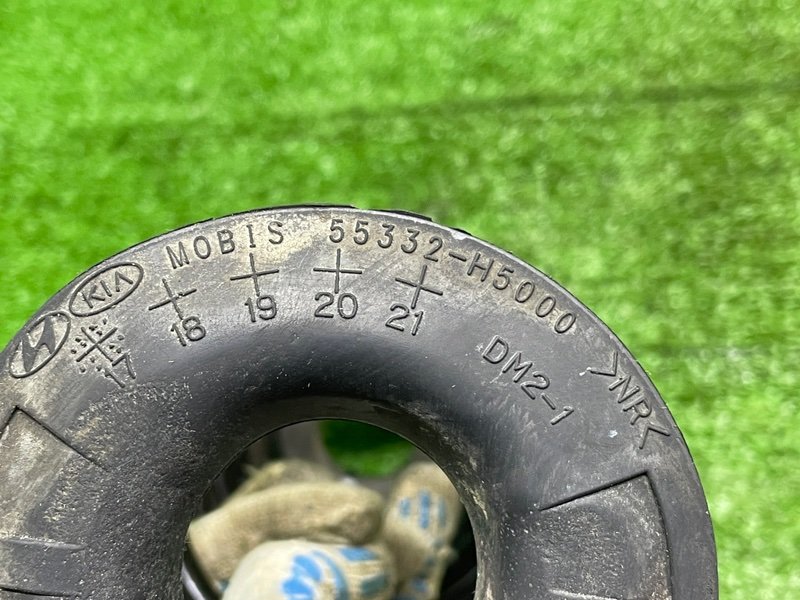 KIA MOBIS 55332-H5000
17 18 19 20 21
DM2-1
>NR<